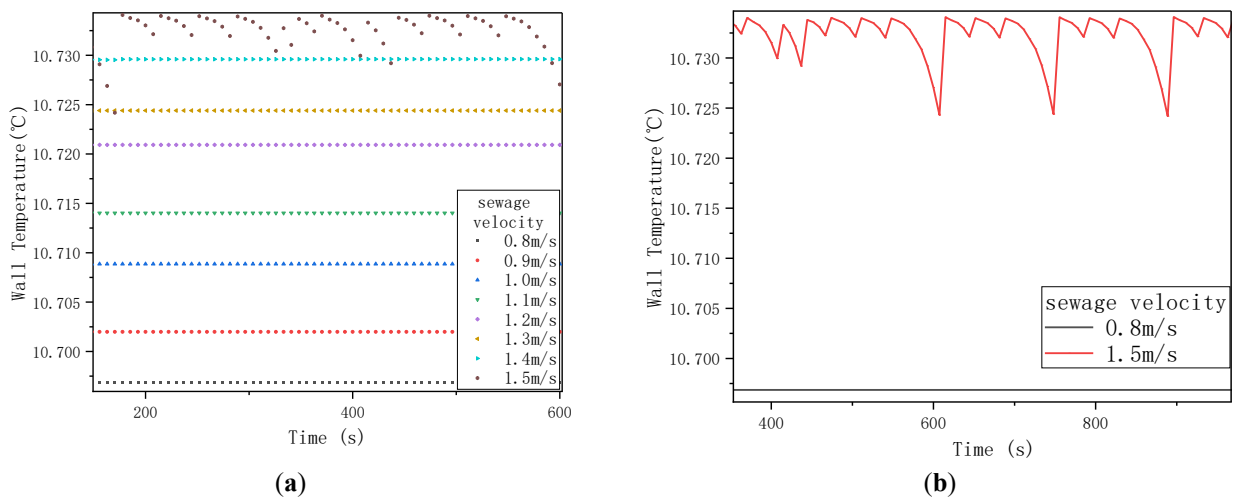 Wall Temperature(℃)
10.730
10.725
10.720
10.715
10.710
10.705
10.700
sewage
velocity
0.8m/s
0.9m/s
1.0m/s
1.1m/s
1.2m/s
1.3m/s
1.4m/s
1.5m/s
200
400
600
Time (s)
(a)
Wall Temperature(℃)
10.730
10.725
10.720
10.715
10.710
10.705
10.700
sewage velocity
0.8m/s
1.5m/s
400
600
800
Time (s)
(b)